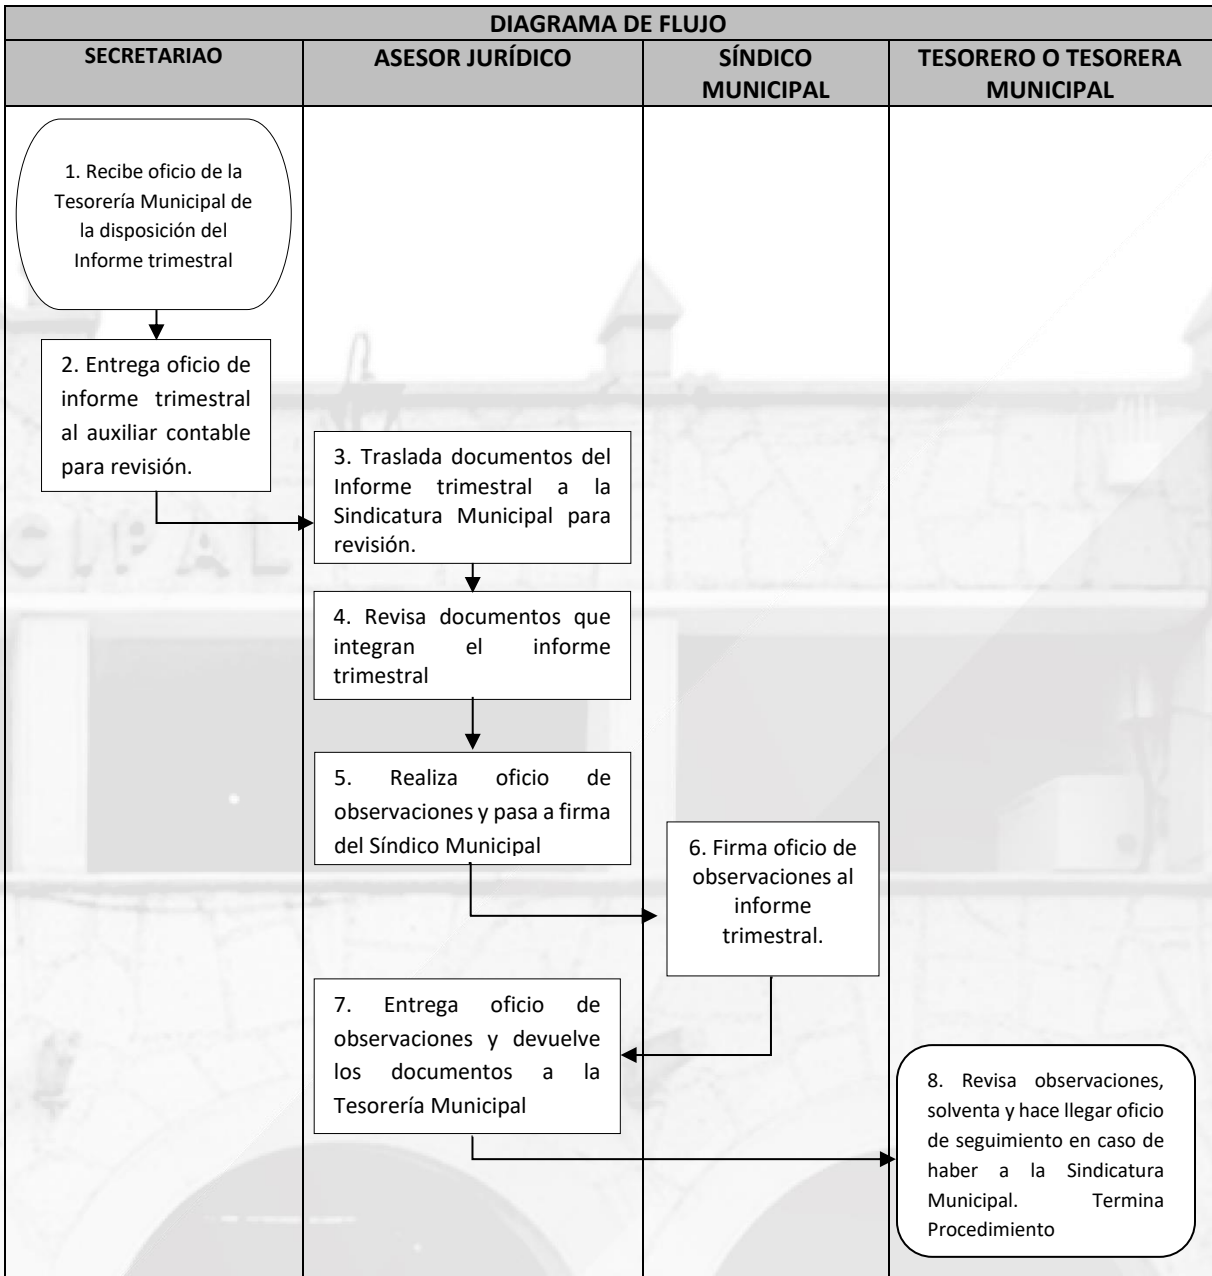 DIAGRAMA DE FLUJO
SECRETARIAO
ASESOR JURÍDICO
SÍNDICO
MUNICIPAL
TESORERO O TESORERA
MUNICIPAL
1. Recibe oficio de la
Tesorería Municipal de
la disposición del
Informe trimestral
2. Entrega oficio de
informe trimestral
al auxiliar contable
para revisión.
3. Traslada documentos del
Informe trimestral a la
Sindicatura Municipal para
revisión.
4. Revisa documentos que
integran el informe
trimestral
5. Realiza oficio de
observaciones y pasa a firma
del Síndico Municipal
6. Firma oficio de
observaciones al
informe
trimestral.
7. Entrega oficio de
observaciones y devuelve
los documentos a la
Tesorería Municipal
8. Revisa observaciones,
solventa y hace llegar oficio
de seguimiento en caso de
haber a la Sindicatura
Municipal. Termina
Procedimiento
CIPAL